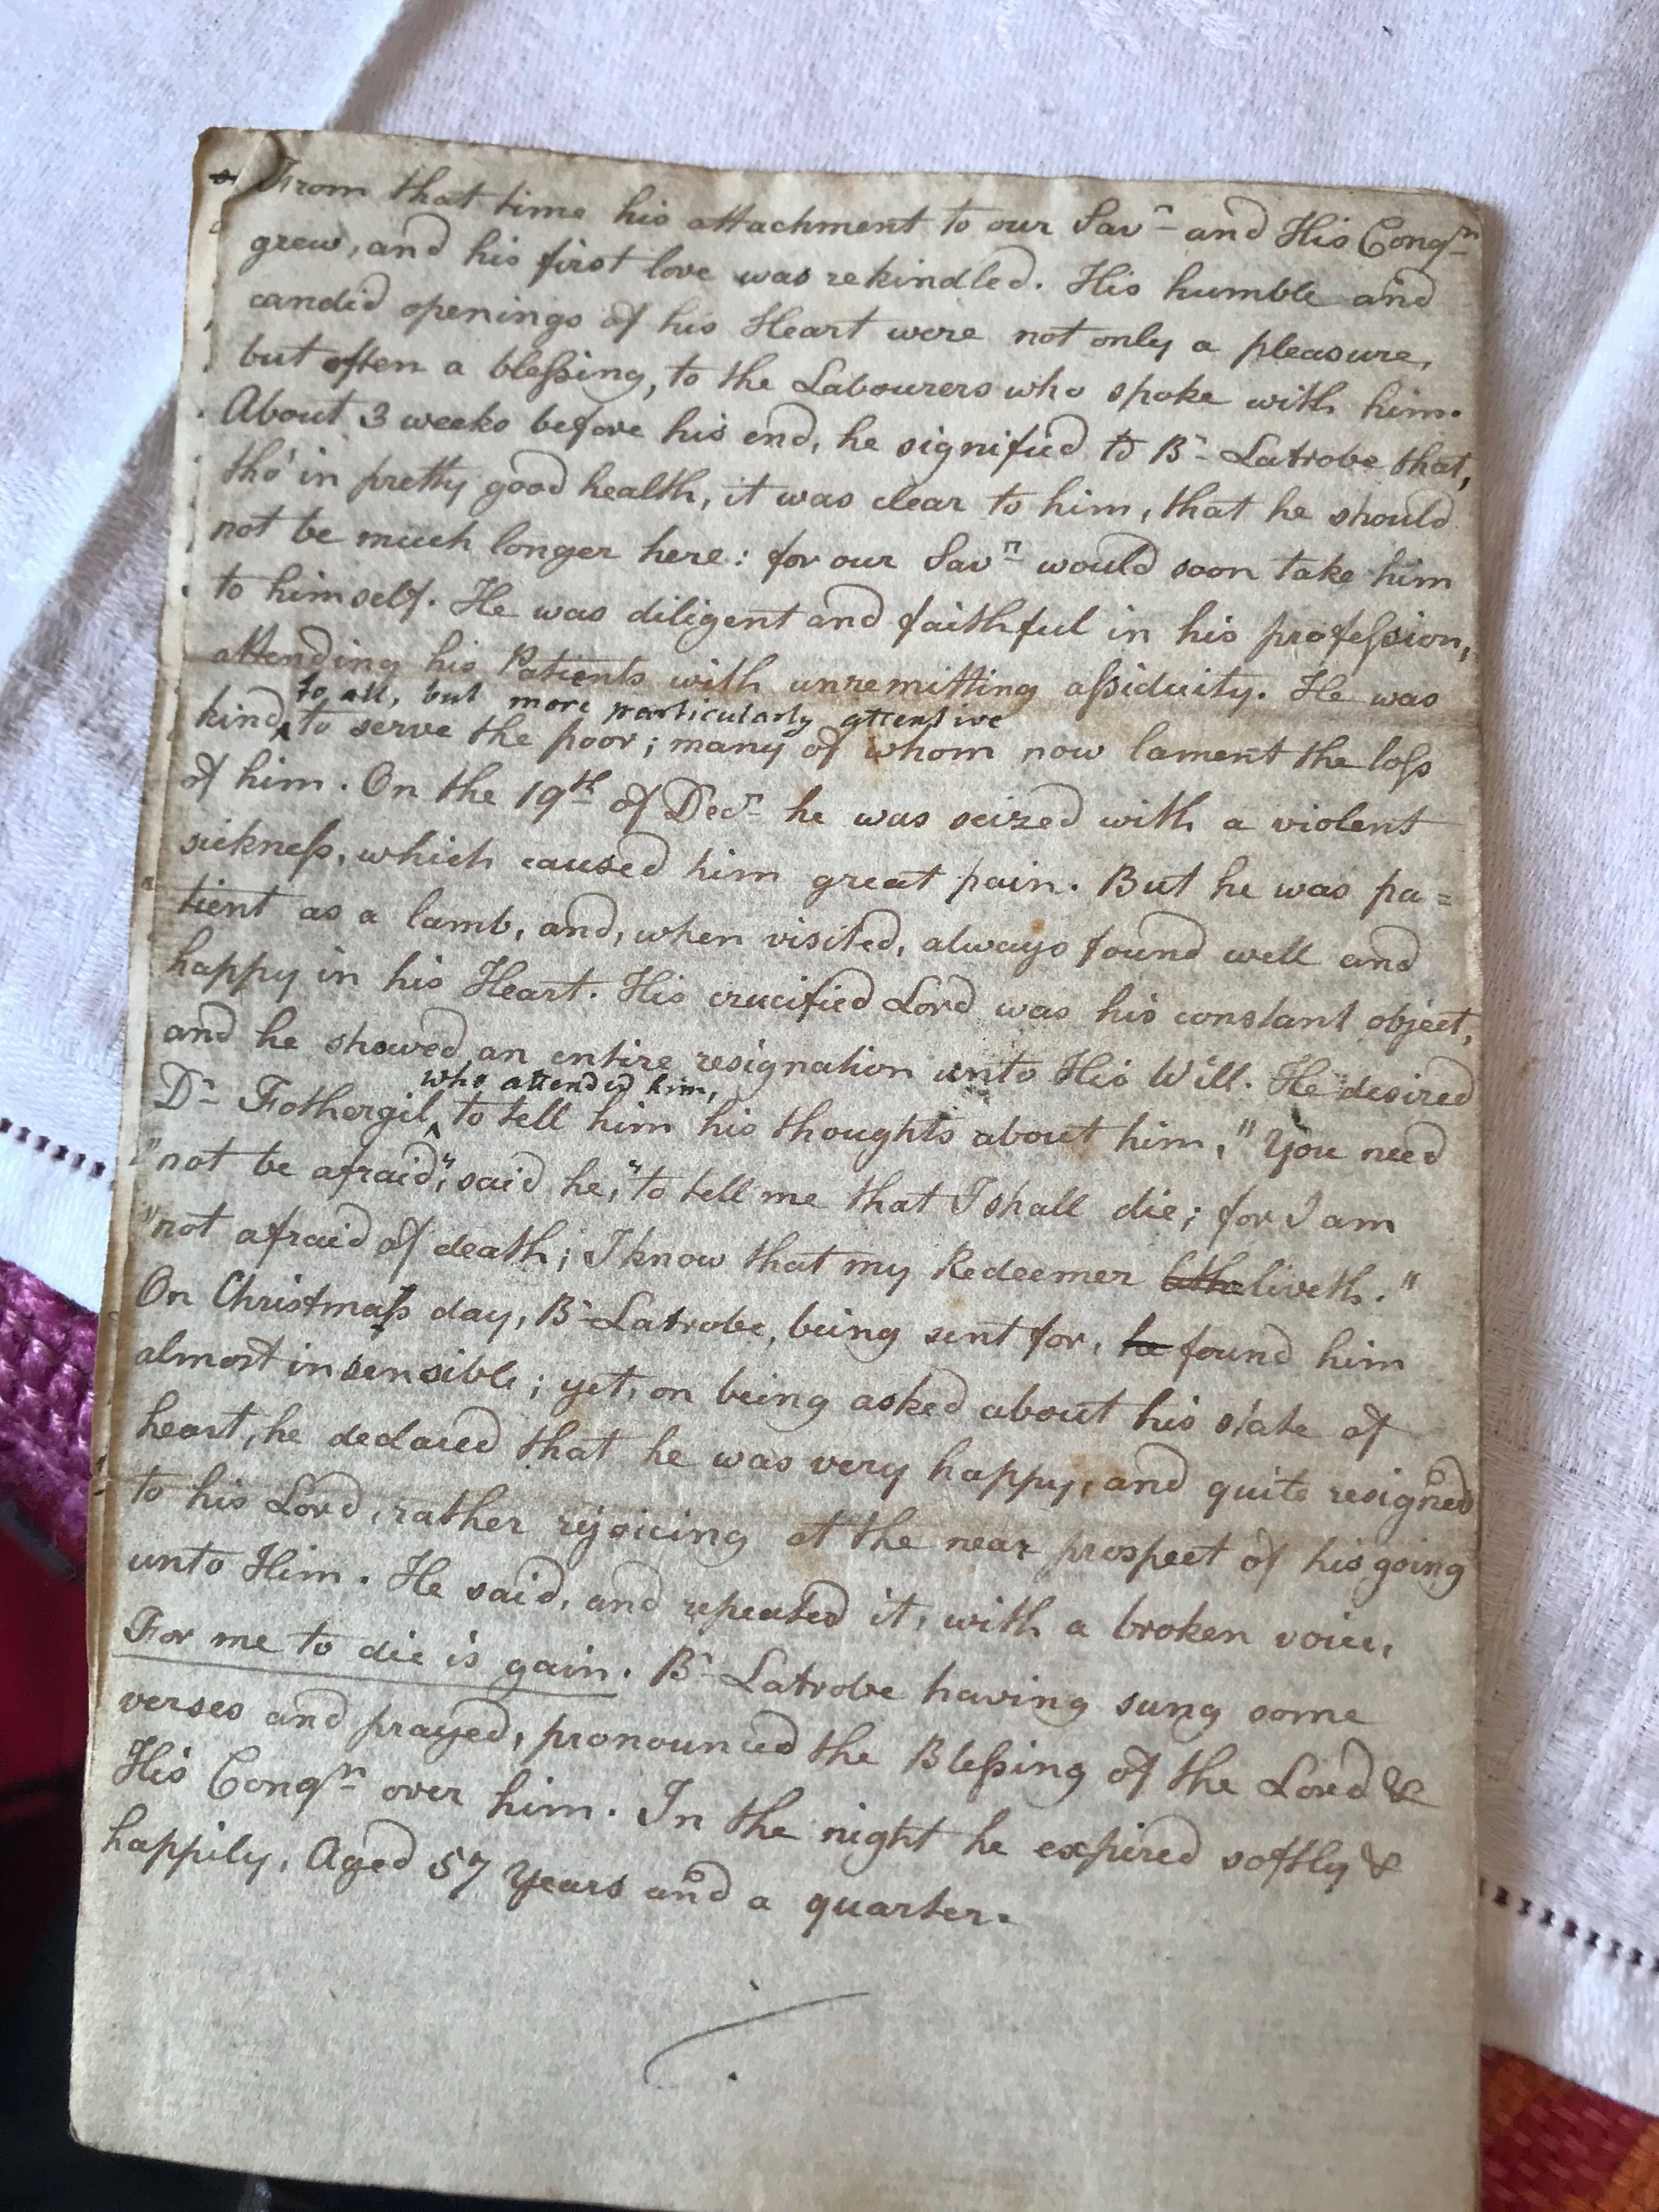 From that time his attachment to our Savr and His Congn
grew, and his first love was rekindled. His humble and
candid openings of his Heart were not only a pleasure,
but often a bleſsing, to the Labourers who spoke with him.
About 3 weeks before his end, he signified to Br Latrobe that,
tho' in pretty good health, it was clear to him, that he should
not be much longer here: for our Savr would soon take him
to himself. He was diligent and faithful in his profeſsion,
attending his Patients with unremitting aſsiduity. He was
to all, but more particularly attentive
kind, to serve the poor; many of whom now lament the loſs
of him. On the 19th of Decr he was seized with a violent
sickneſs, which caused him great pain. But he was pa=
tient as a lamb, and, when visited, always found well and
happy in his Heart. His crucified Lord was his constant object,
and he showed an entire resignation unto His Will. He desired
who attended him,
Dr Fothergil, to tell him his thoughts about him, "You need
"not be afraid," said he, "to tell me that I shall die; for I am
"not afraid of death; I know that my Redeemer liveth."
On Christmaſs day, Br Latrobe, being sent for, he found him
almost insensible; yet, on being asked about his state of
heart, he declared that he was very happy, and quite resigned
to his Lord, rather rejoicing at the near prospect of his going
unto Him. He said, and repeated it, with a broken voice,
For me to die is gain. Br Latrobe having sung some
verses and prayed, pronounced the Bleſsing of the Lord &
His Congn over him. In the night he expired softly &
happily, Aged 57 Years and a quarter.